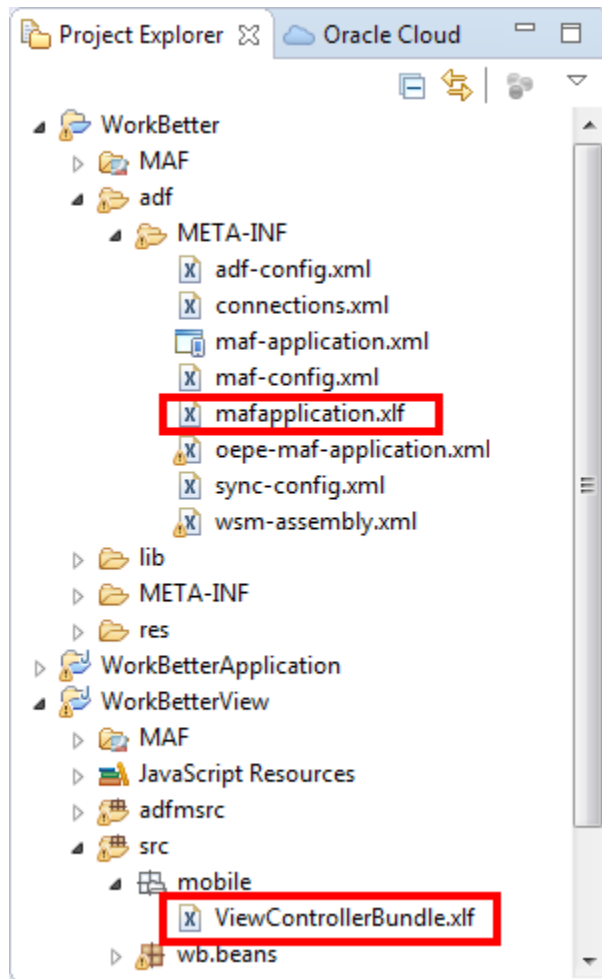 Project Explorer Oracle Cloud
WorkBetter
MAF
adf
META-INF
adf-config.xml
connections.xml
maf-application.xml
maf-config.xml
mafapplication.xlf
oepe-maf-application.xml
sync-config.xml
wsm-assembly.xml
lib
META-INF
res
WorkBetterApplication
WorkBetterView
MAF
JavaScript Resources
adfmsrc
src
mobile
ViewControllerBundle.xlf
wb.beans